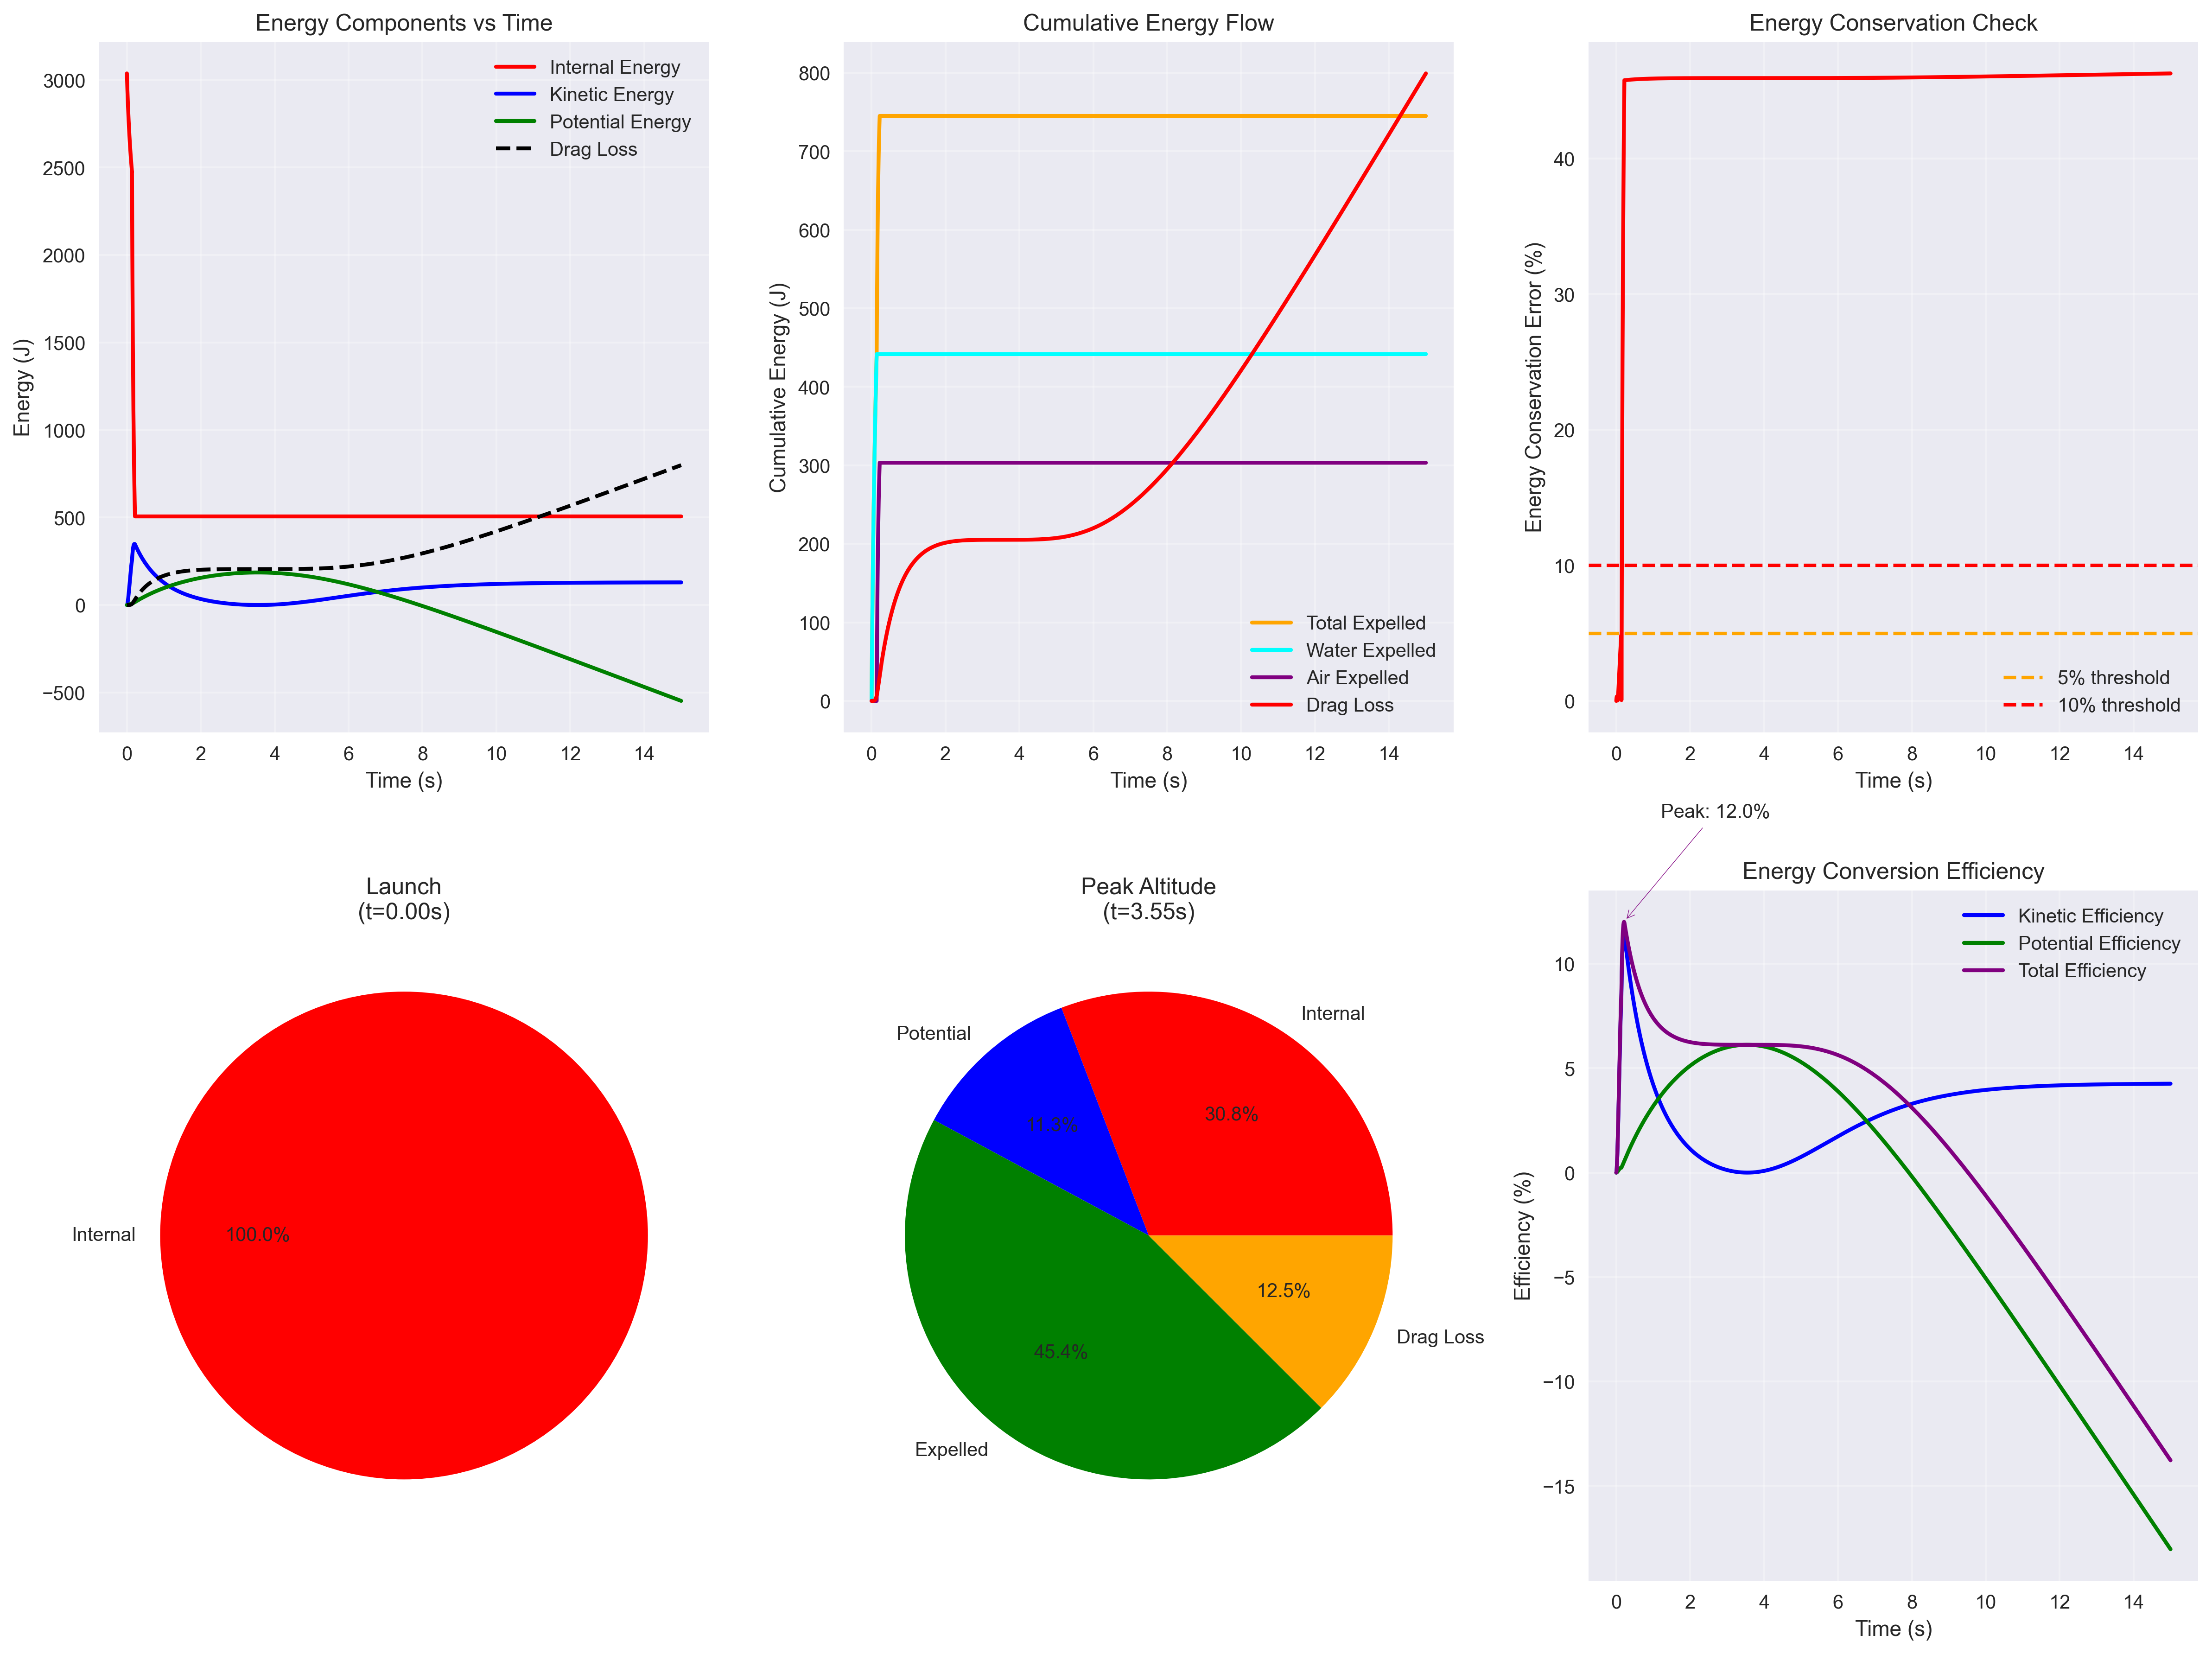 Energy Components vs Time
3000
2500
2000
1500
1000
500
0
−500
Energy (J)
0 2 4 6 8 10 12 14
Time (s)
Internal Energy
Kinetic Energy
Potential Energy
Drag Loss
Cumulative Energy Flow
800
700
600
500
400
300
200
100
0
Cumulative Energy (J)
0 2 4 6 8 10 12 14
Time (s)
Total Expelled
Water Expelled
Air Expelled
Drag Loss
Energy Conservation Check
40
30
20
10
0
Energy Conservation Error (%)
0 2 4 6 8 10 12 14
Time (s)
5% threshold
10% threshold
Launch
(t=0.00s)
Internal
100.0%
Peak Altitude
(t=3.55s)
Internal
30.8%
Potential
11.3%
Expelled
45.4%
Drag Loss
12.5%
Peak: 12.0%
Energy Conversion Efficiency
10
5
0
−5
−10
−15
Efficiency (%)
0 2 4 6 8 10 12 14
Time (s)
Kinetic Efficiency
Potential Efficiency
Total Efficiency